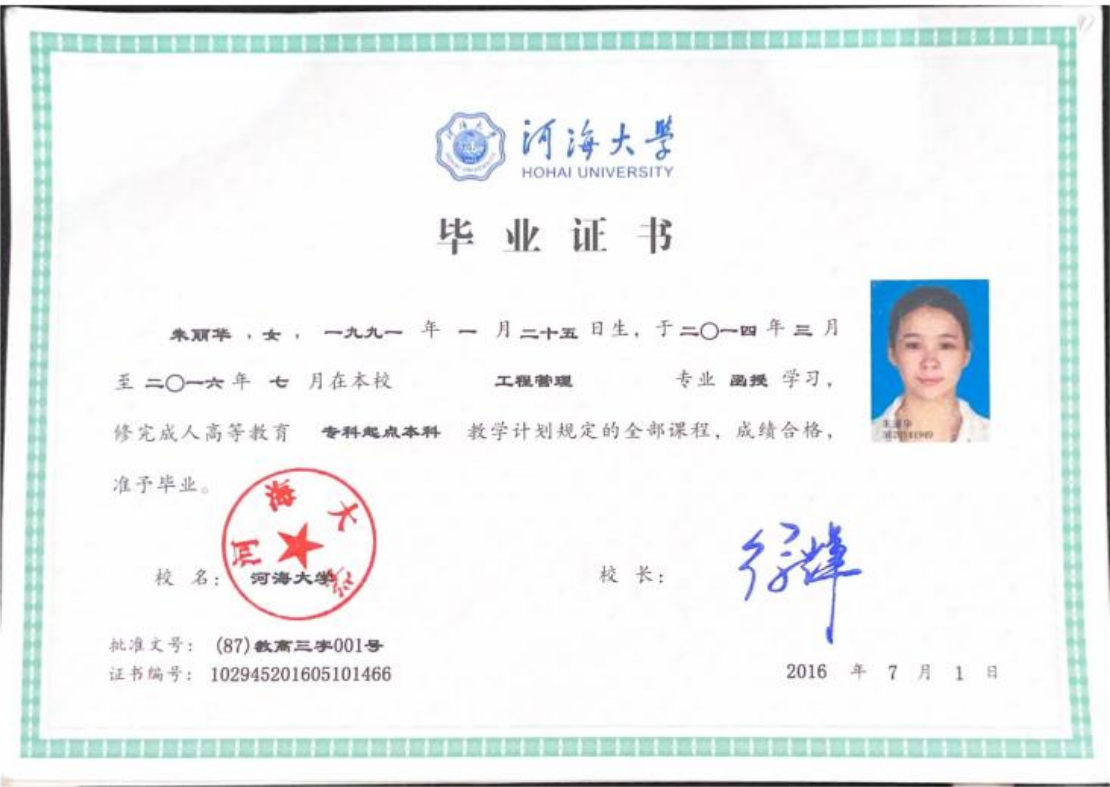 河海大学
HOHAI UNIVERSITY
毕业证书
朱丽华，女，一九九一年一月二十五日生，于二〇一四年三月
至二〇一六年七月在本校 工程管理 专业 函授 学习，
修完成人高等教育 专科起点本科 教学计划规定的全部课程，成绩合格，
准予毕业。
河海大学
校 名： 河海大学
校 长：
批准文号： (87)教高三字001号
证书编号： 102945201605101466
2016 年 7 月 1 日